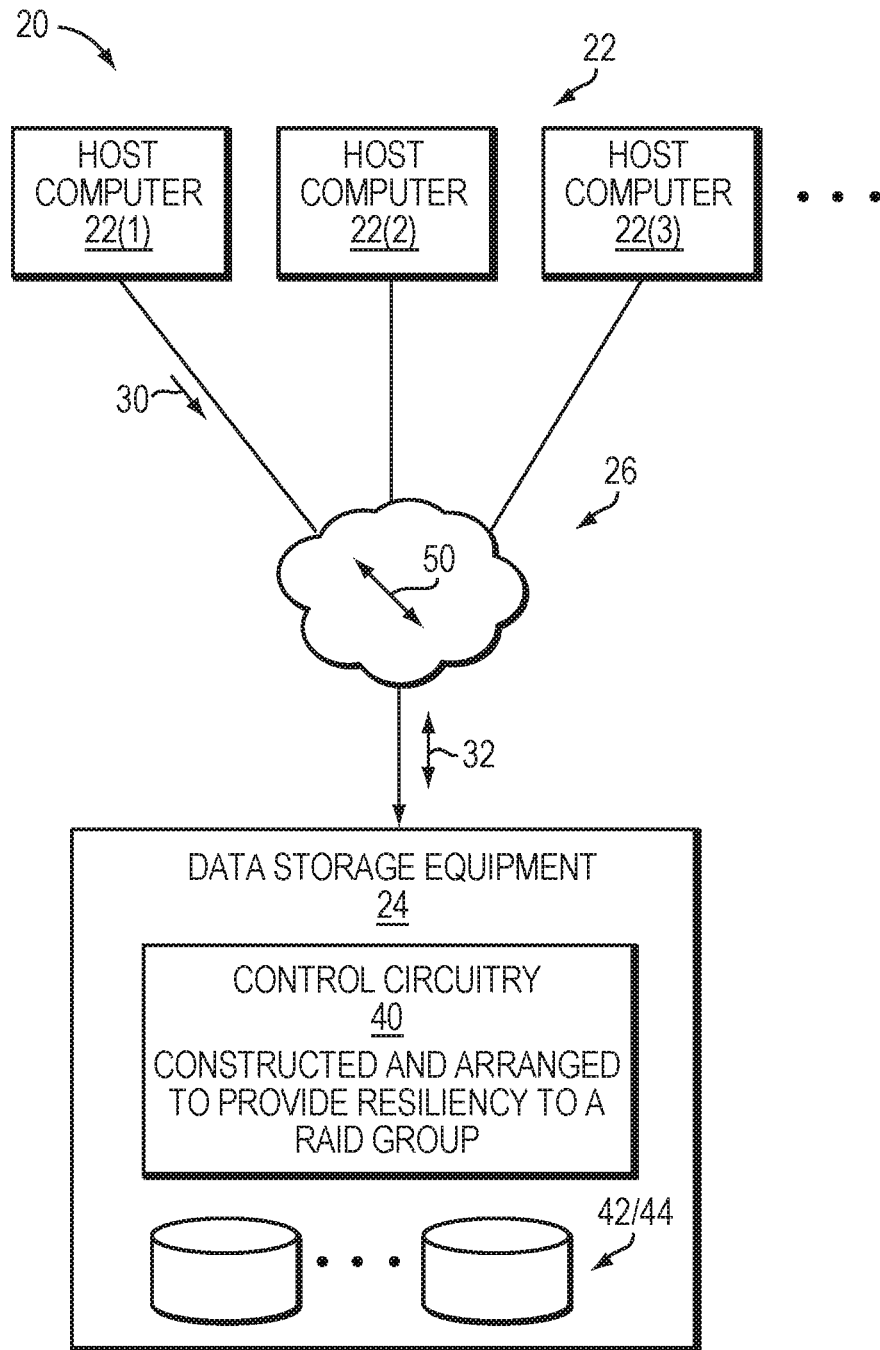 20
22
HOST
COMPUTER
22(1)
HOST
COMPUTER
22(2)
HOST
COMPUTER
22(3)
30
26
50
32
DATA STORAGE EQUIPMENT
24
CONTROL CIRCUITRY
40
CONSTRUCTED AND ARRANGED
TO PROVIDE RESILIENCY TO A
RAID GROUP
42/44